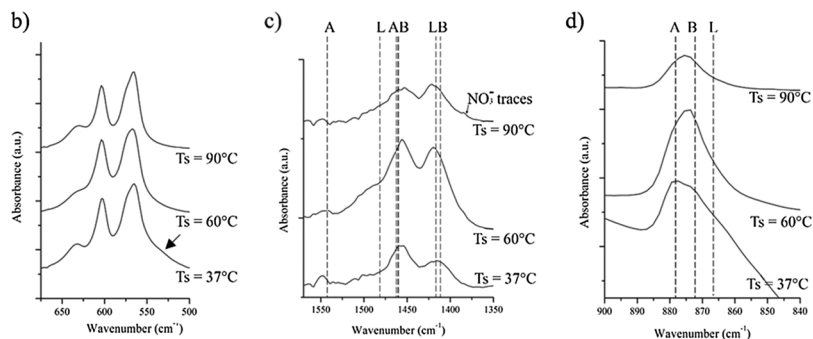 b)
Absorbance (a.u.)
Ts = 90°C
Ts = 60°C
Ts = 37°C
650 600 550 500
Wavenumber (cm⁻¹)
c)
A L AB LB
Absorbance (a.u.)
NO₃⁻ traces
Ts = 90°C
Ts = 60°C
Ts = 37°C
1550 1500 1450 1400 1350
Wavenumber (cm⁻¹)
d)
A B L
Absorbance (a.u.)
Ts = 90°C
Ts = 60°C
Ts = 37°C
900 880 860 850 840
Wavenumber (cm⁻¹)